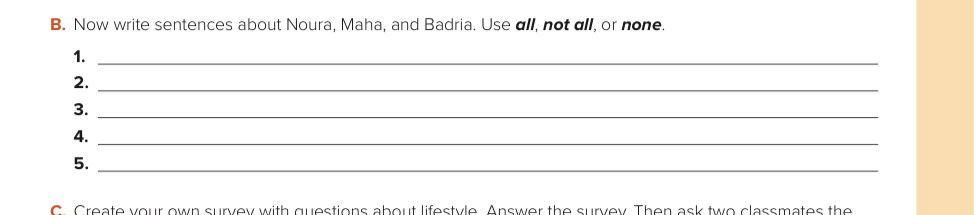 B. Now write sentences about Noura, Maha, and Badria. Use all, not all, or none.
1.
2.
3.
4.
5.
C. Create your own survey with questions about lifestyle. Answer the survey. Then ask two classmates the